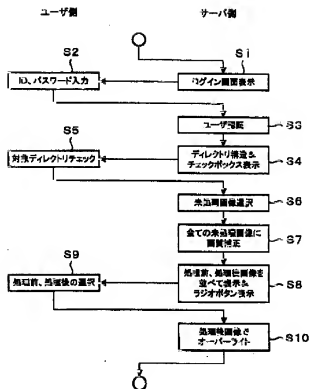 ユーザ側
サーバ側
S2
S1
ID、パスワード入力
ログイン画面表示
S3
ユーザ認証
S5
対象ディレクトリチェック
ディレクトリ構造&
チェックボックス表示
S4
未処理画像選択
S6
全ての未処理画像に
画質補正
S7
S9
処理前、処理後の選択
処理前、処理後画像を
並べて表示&
ラジオボタン表示
S8
処理後画像で
オーバーライト
S10